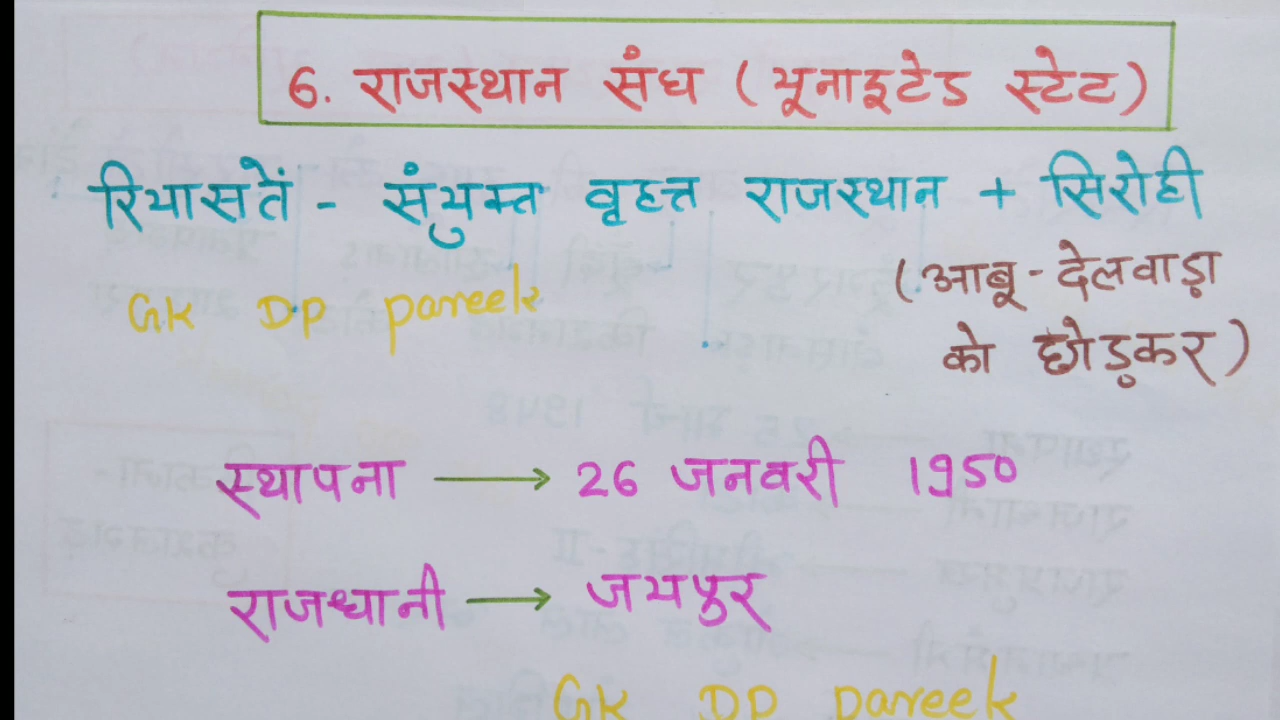 6. राजस्थान संघ ( यूनाइटेड स्टेट )
रियासतें - संयुक्त वृहत्त राजस्थान + सिरोही
( आबू - देलवाड़ा
को छोड़कर )
GK DP pareek
स्थापना → 26 जनवरी 1950
राजधानी → जयपुर
GK DP pareek